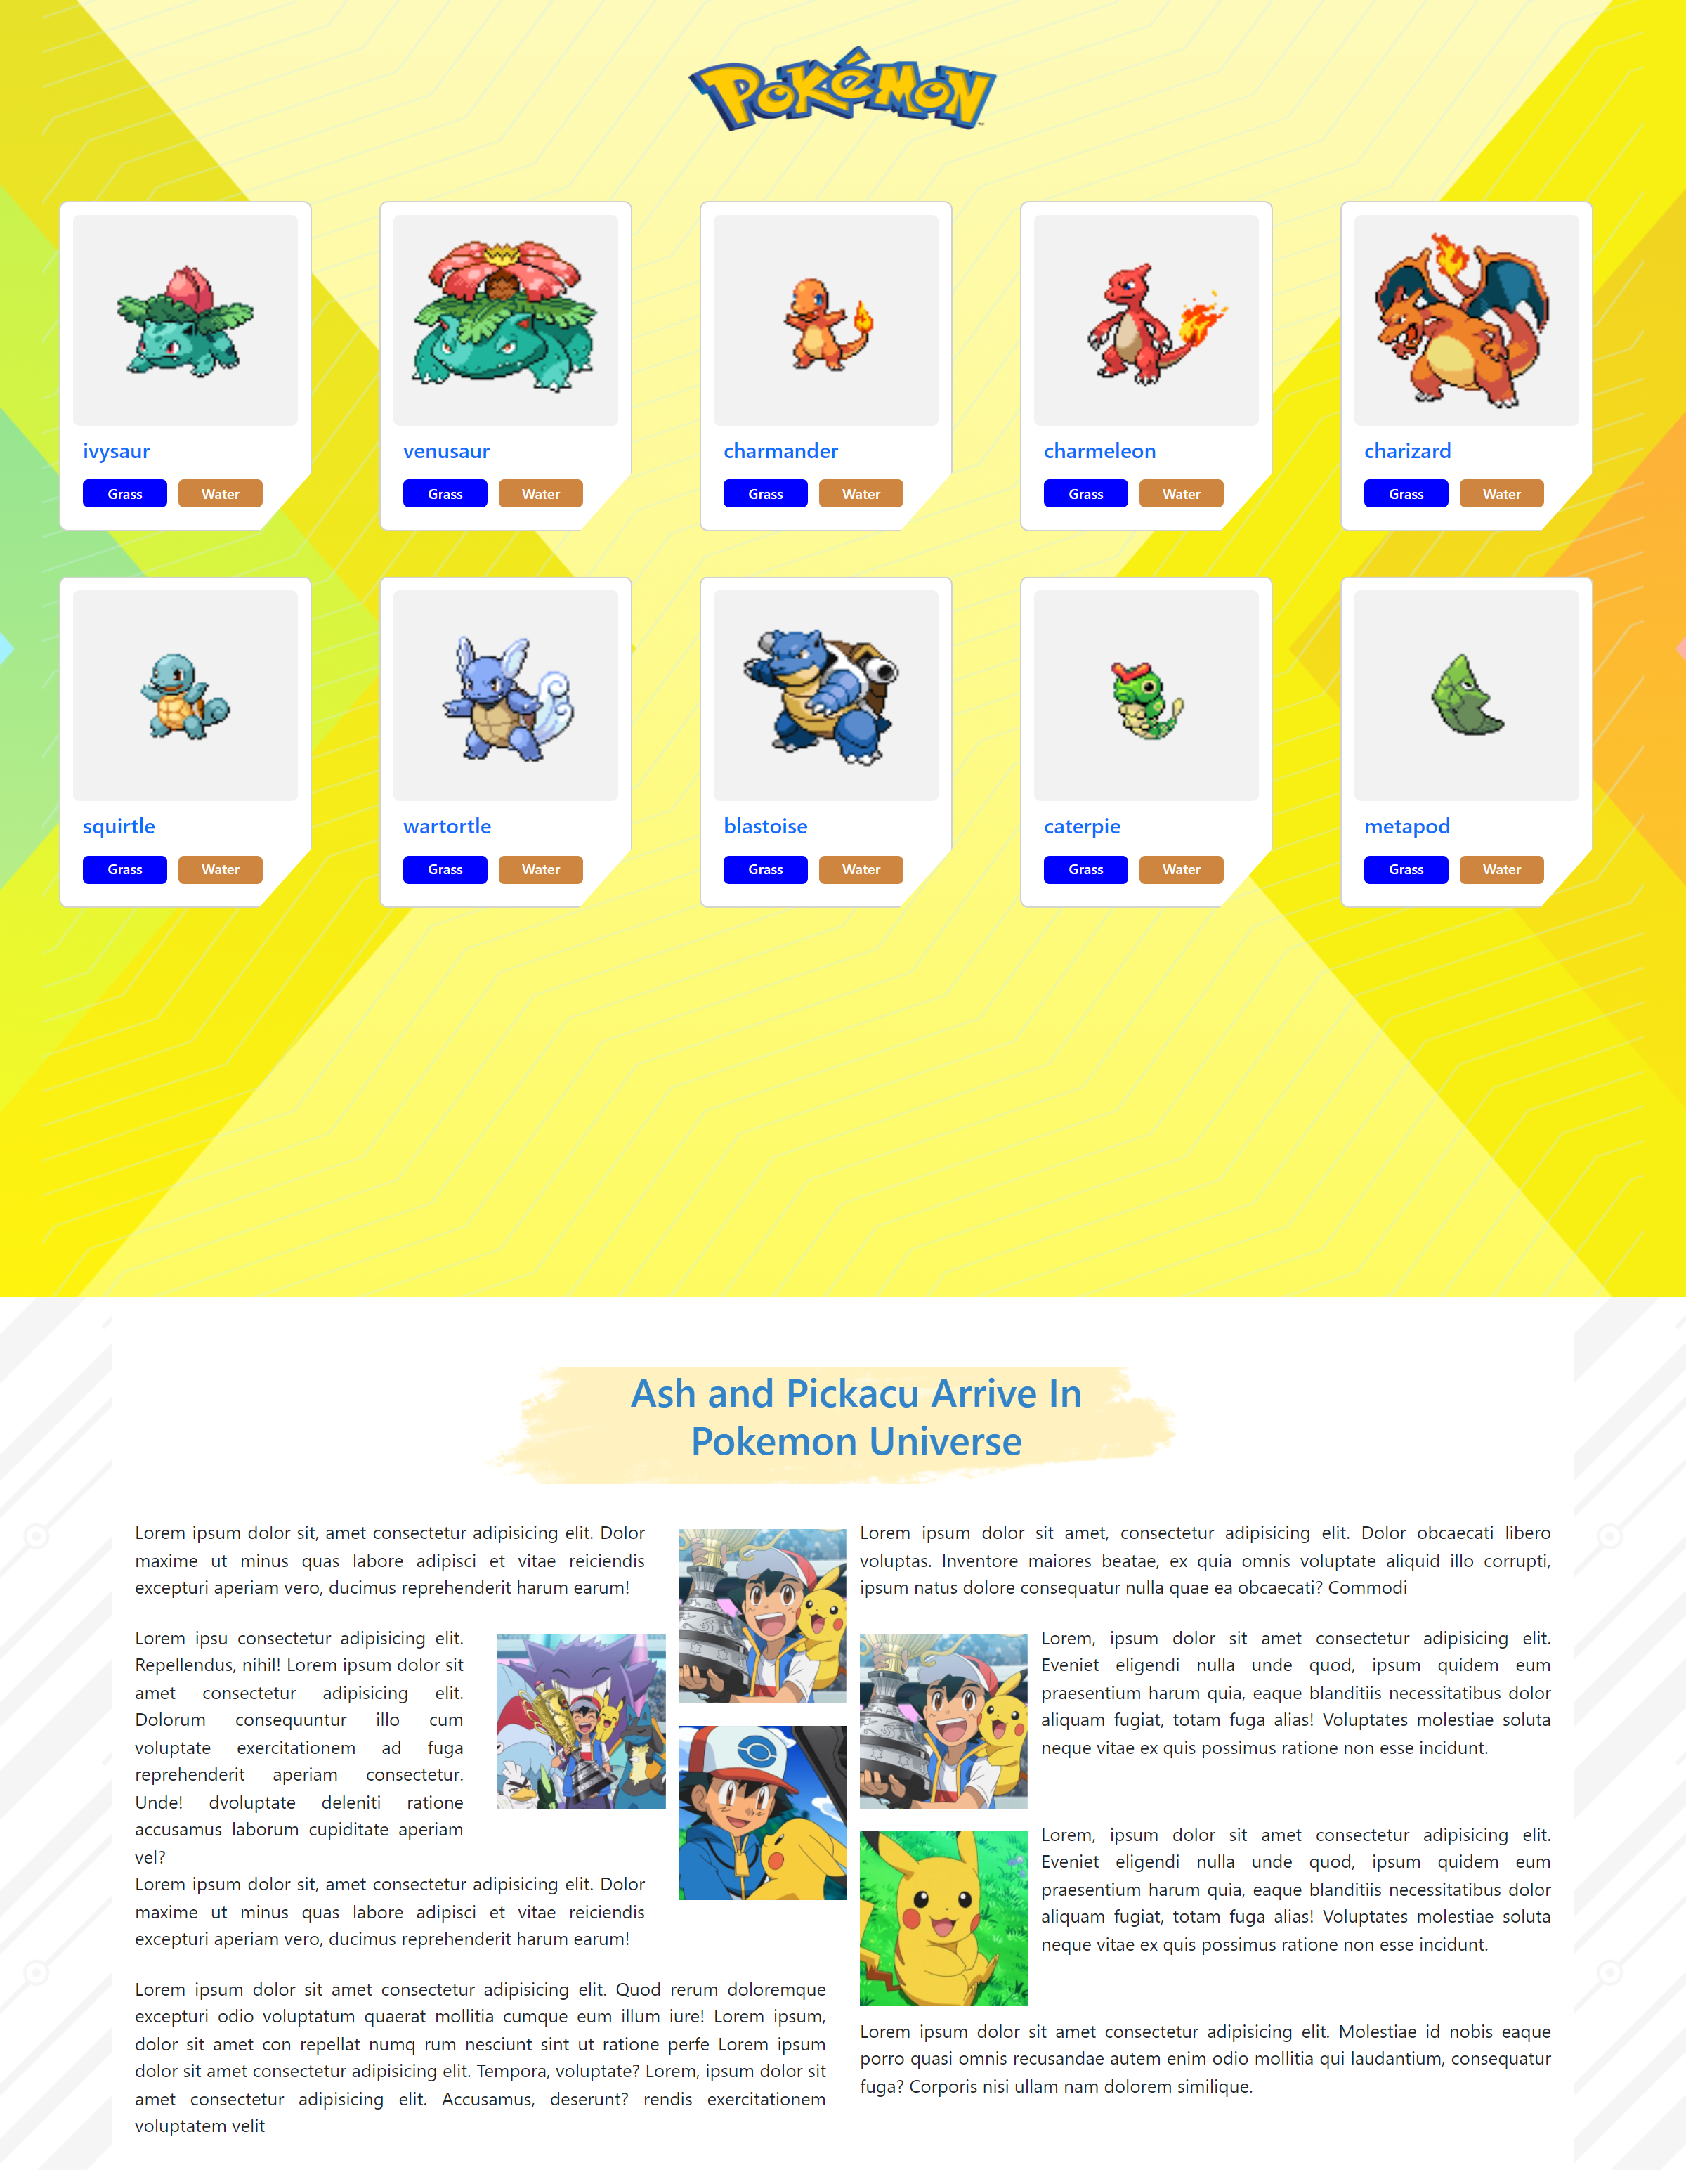 Pokémon
ivysaur
Grass Water
venusaur
Grass Water
charmander
Grass Water
charmeleon
Grass Water
charizard
Grass Water
squirtle
Grass Water
wartortle
Grass Water
blastoise
Grass Water
caterpie
Grass Water
metapod
Grass Water
Ash and Pickacu Arrive In
Pokemon Universe
Lorem ipsum dolor sit, amet consectetur adipisicing elit. Dolor
maxime ut minus quas labore adipisci et vitae reiciendis
excepturi aperiam vero, ducimus reprehenderit harum earum!
Lorem ipsu consectetur adipisicing elit.
Repellendus, nihil! Lorem ipsum dolor sit
amet consectetur adipisicing elit.
Dolorum consequuntur illo cum
voluptate exercitationem ad fuga
reprehenderit aperiam consectetur.
Unde! dvoluptate deleniti ratione
accusamus laborum cupiditate aperiam
vel?
Lorem ipsum dolor sit, amet consectetur adipisicing elit. Dolor
maxime ut minus quas labore adipisci et vitae reiciendis
excepturi aperiam vero, ducimus reprehenderit harum earum!
Lorem ipsum dolor sit amet consectetur adipisicing elit. Quod rerum doloremque
excepturi odio voluptatum quaerat mollitia cumque eum illum iure! Lorem ipsum,
dolor sit amet con repellat numq rum nesciunt sint ut ratione perfe Lorem ipsum
dolor sit amet consectetur adipisicing elit. Tempora, voluptate? Lorem, ipsum dolor sit
amet consectetur adipisicing elit. Accusamus, deserunt? rendis exercitationem
voluptatem velit
Lorem ipsum dolor sit amet, consectetur adipisicing elit. Dolor obcaecati libero
voluptas. Inventore maiores beatae, ex quia omnis voluptate aliquid illo corrupti,
ipsum natus dolore consequatur nulla quae ea obcaecati? Commodi
Lorem, ipsum dolor sit amet consectetur adipisicing elit.
Eveniet eligendi nulla unde quod, ipsum quidem eum
praesentium harum quia, eaque blanditiis necessitatibus dolor
aliquam fugiat, totam fuga alias! Voluptates molestiae soluta
neque vitae ex quis possimus ratione non esse incidunt.
Lorem, ipsum dolor sit amet consectetur adipisicing elit.
Eveniet eligendi nulla unde quod, ipsum quidem eum
praesentium harum quia, eaque blanditiis necessitatibus dolor
aliquam fugiat, totam fuga alias! Voluptates molestiae soluta
neque vitae ex quis possimus ratione non esse incidunt.
Lorem ipsum dolor sit amet consectetur adipisicing elit. Molestiae id nobis eaque
porro quasi omnis recusandae autem enim odio mollitia qui laudantium, consequatur
fuga? Corporis nisi ullam nam dolorem similique.